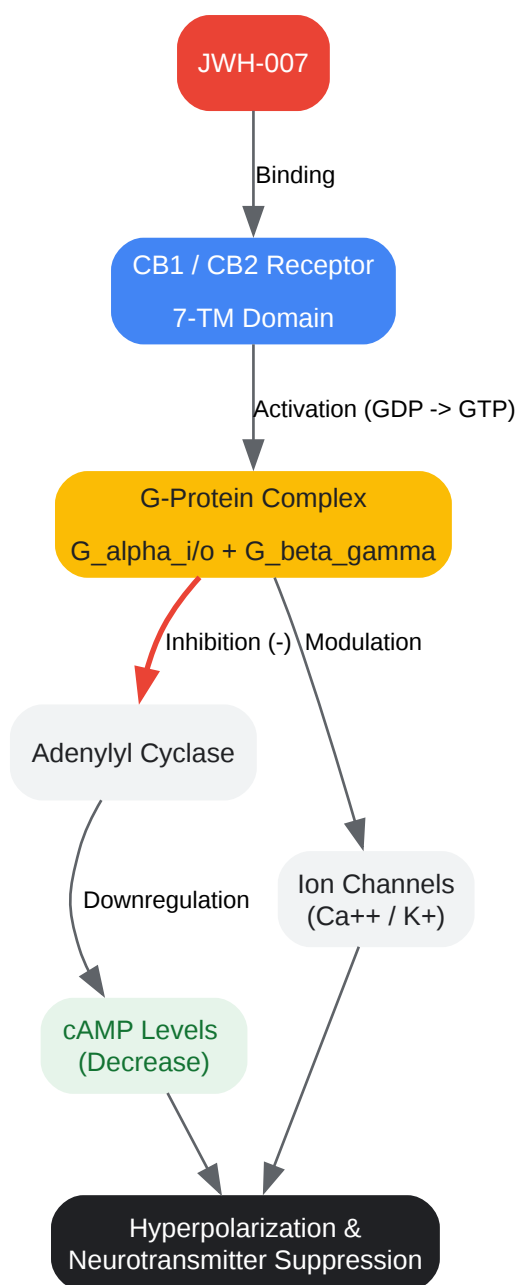 JWH-007
Binding
CB1 / CB2 Receptor
7-TM Domain
Activation (GDP -> GTP)
G-Protein Complex
G_alpha_i/o + G_beta_gamma
Inhibition (-)
Modulation
Adenylyl Cyclase
Ion Channels
(Ca++ / K+)
Downregulation
cAMP Levels
(Decrease)
Hyperpolarization &
Neurotransmitter Suppression